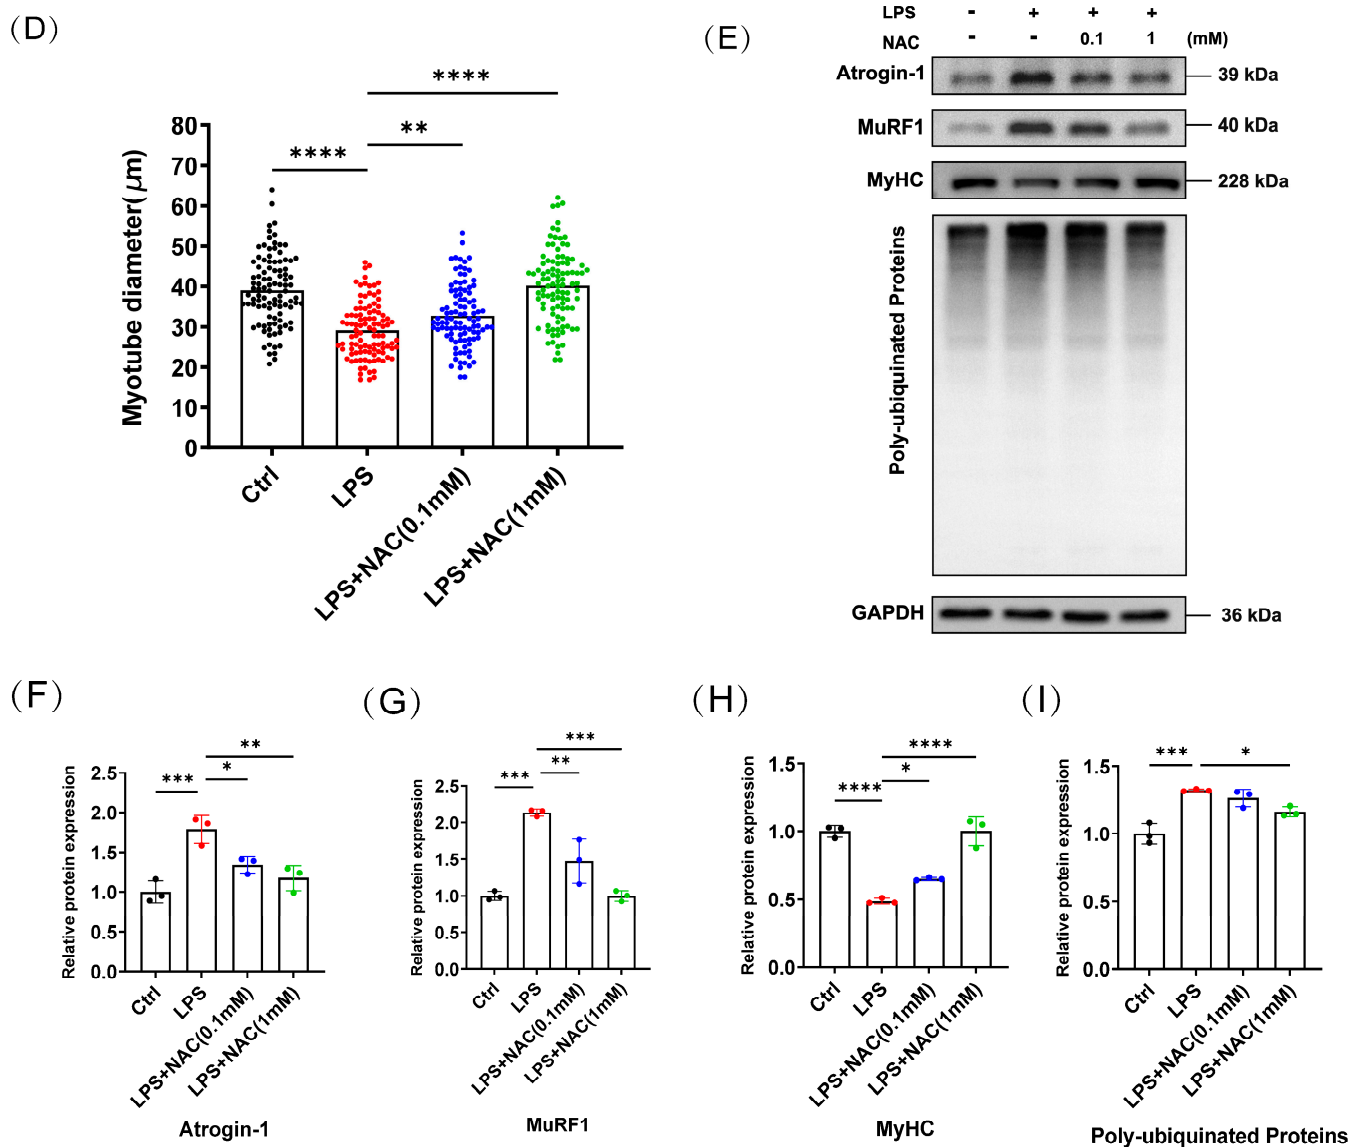 (D)
****
**
****
Myotube diameter(μm)
80
70
60
50
40
30
20
10
0
Ctrl
LPS
LPS+NAC(0.1mM)
LPS+NAC(1mM)
(E)
LPS - + + +
NAC - - 0.1 1 (mM)
Atrogin-1 39 kDa
MuRF1 40 kDa
MyHC 228 kDa
Poly-ubiquinated Proteins
GAPDH 36 kDa
(F)
**
*
***
Relative protein expression
2.5
2.0
1.5
1.0
0.5
0.0
Ctrl
LPS
LPS+NAC(0.1mM)
LPS+NAC(1mM)
Atrogin-1
(G)
***
**
***
Relative protein expression
2.5
2.0
1.5
1.0
0.5
0.0
Ctrl
LPS
LPS+NAC(0.1mM)
LPS+NAC(1mM)
MuRF1
(H)
****
*
****
Relative protein expression
1.5
1.0
0.5
0.0
Ctrl
LPS
LPS+NAC(0.1mM)
LPS+NAC(1mM)
MyHC
(I)
***
*
Relative protein expression
1.5
1.0
0.5
0.0
Ctrl
LPS
LPS+NAC(0.1mM)
LPS+NAC(1mM)
Poly-ubiquinated Proteins